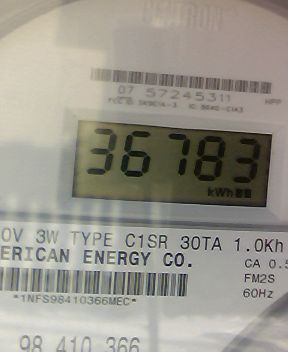 07 57245311
HPP
36783
kWh
0V 3W TYPE C1SR 30TA 1.0Kh
ERICAN ENERGY CO.
CA 0.5
FM2S
*1NFS98410366MEC*
60Hz
98 410 366